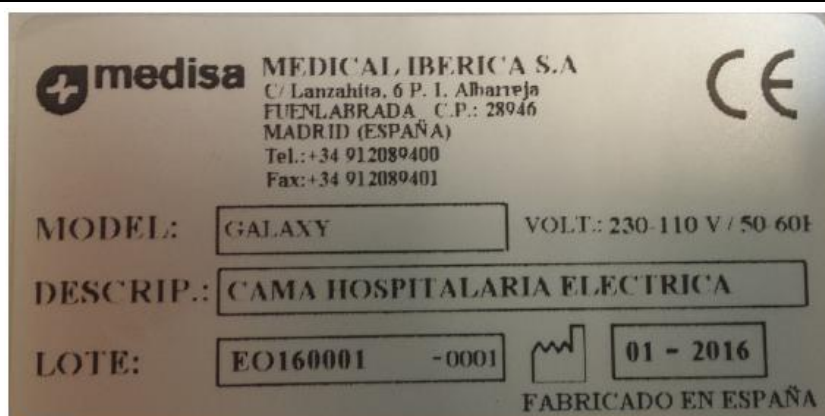 medisa
MEDICAL IBERICA S.A
C/ Lanzahita, 6 P. I. Albarreja
FUENLABRADA C.P.: 28946
MADRID (ESPAÑA)
Tel.:+34 912089400
Fax:+34 912089401
CE
MODEL: GALAXY VOLT.: 230-110 V / 50-60H
DESCRIP.: CAMA HOSPITALARIA ELECTRICA
LOTE: EO160001 -0001 01 - 2016
FABRICADO EN ESPAÑA